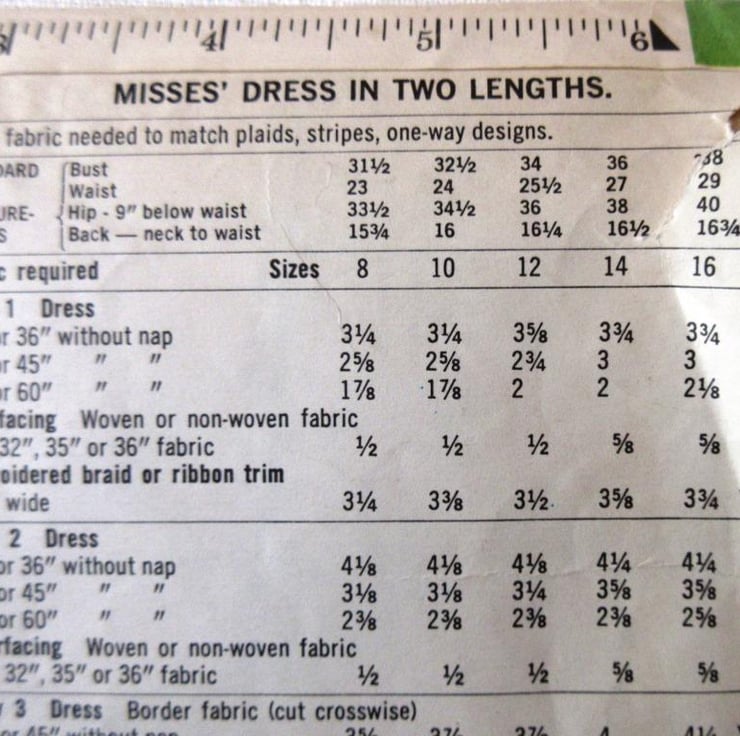 4 5 6
MISSES' DRESS IN TWO LENGTHS.
fabric needed to match plaids, stripes, one-way designs.
Bust 31½ 32½ 34 36 38
Waist 23 24 25½ 27 29
Hip - 9" below waist 33½ 34½ 36 38 40
Back — neck to waist 15¾ 16 16¼ 16½ 16¾
required Sizes 8 10 12 14 16
1 Dress
36" without nap 3¼ 3¼ 3⅝ 3¾ 3¾
45" " " 2⅝ 2⅝ 2¾ 3 3
60" " " 1⅞ 1⅞ 2 2 2⅛
facing Woven or non-woven fabric
32", 35" or 36" fabric ½ ½ ½ ⅝ ⅝
oidered braid or ribbon trim
wide 3¼ 3⅜ 3½ 3⅝ 3¾
2 Dress
or 36" without nap 4⅛ 4⅛ 4⅛ 4¼ 4¼
or 45" " " 3⅛ 3⅛ 3¼ 3⅝ 3⅝
or 60" " " 2⅜ 2⅜ 2⅜ 2⅜ 2⅝
rfacing Woven or non-woven fabric
32", 35" or 36" fabric ½ ½ ½ ⅝ ⅝
3 Dress Border fabric (cut crosswise)